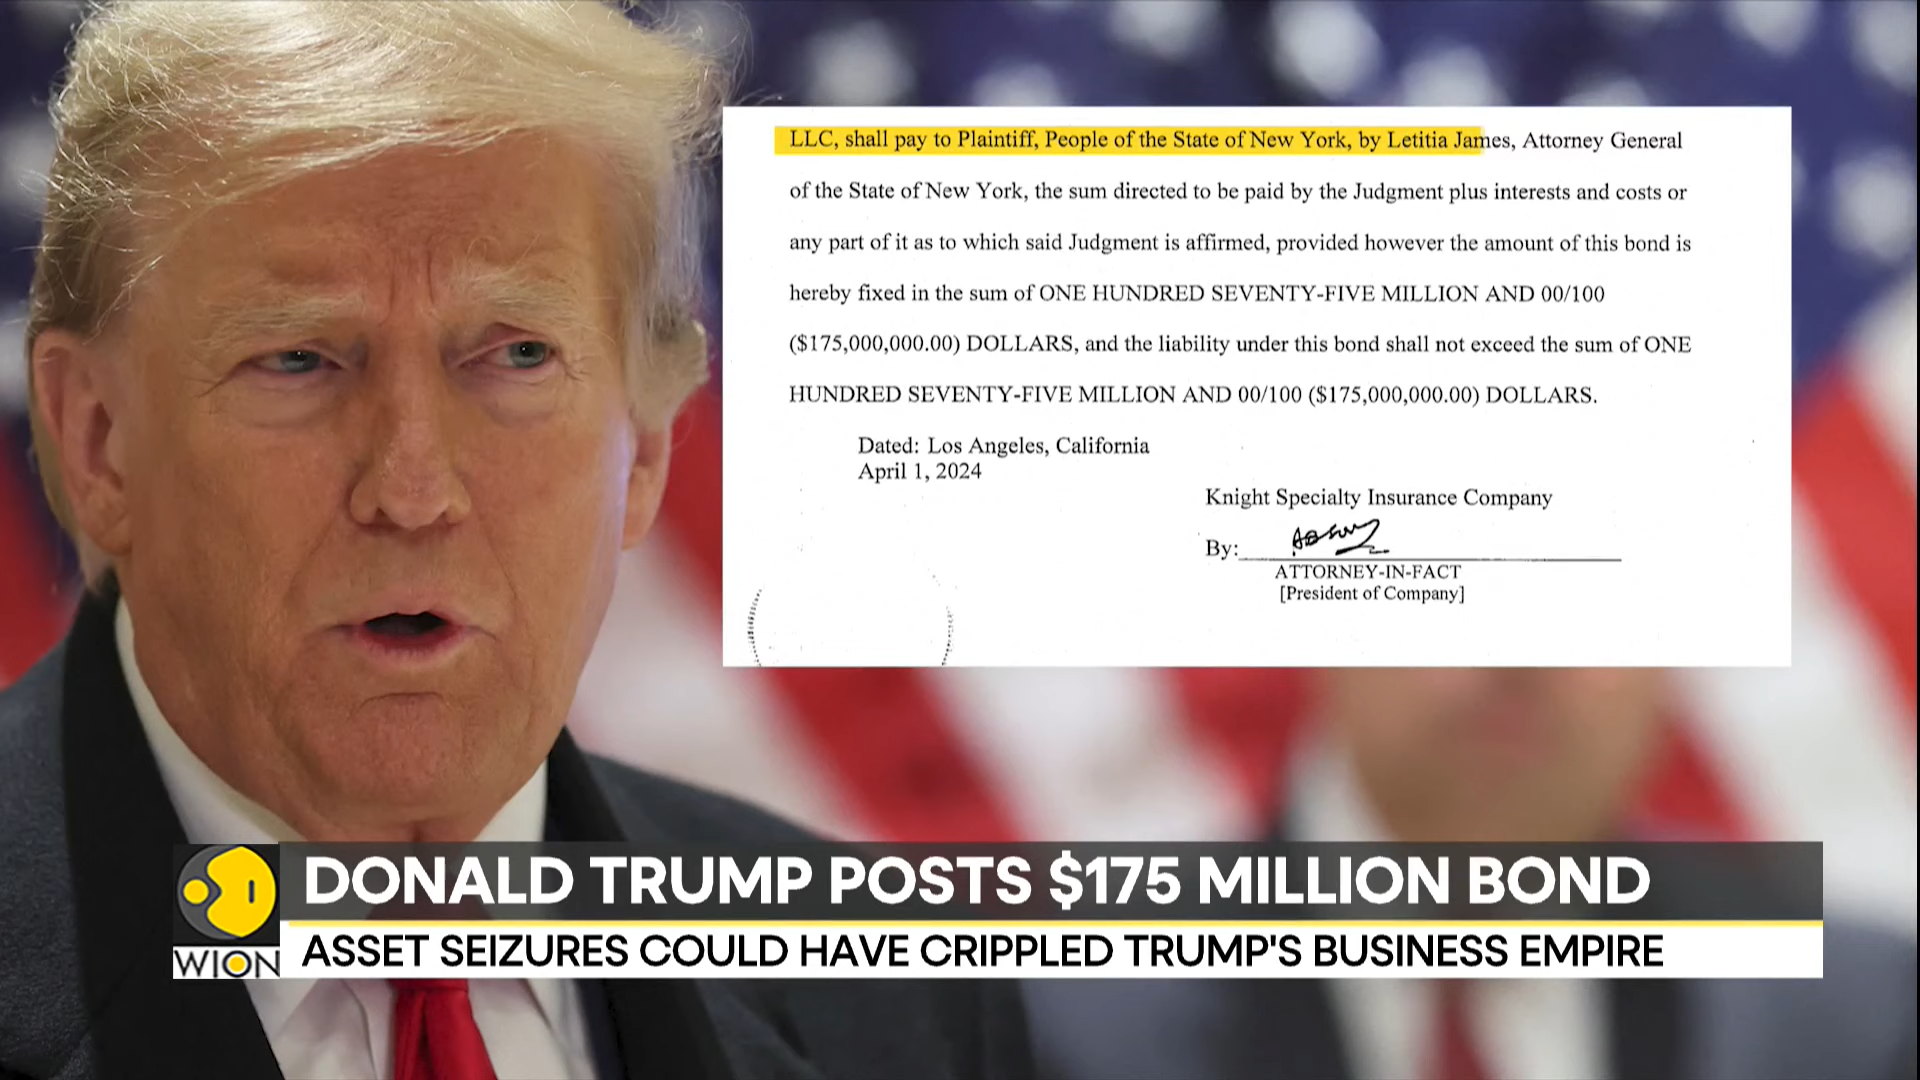 LLC, shall pay to Plaintiff, People of the State of New York, by Letitia James, Attorney General
of the State of New York, the sum directed to be paid by the Judgment plus interests and costs or
any part of it as to which said Judgment is affirmed, provided however the amount of this bond is
hereby fixed in the sum of ONE HUNDRED SEVENTY-FIVE MILLION AND 00/100
($175,000,000.00) DOLLARS, and the liability under this bond shall not exceed the sum of ONE
HUNDRED SEVENTY-FIVE MILLION AND 00/100 ($175,000,000.00) DOLLARS.
Dated: Los Angeles, California
April 1, 2024
Knight Specialty Insurance Company
By:
ATTORNEY-IN-FACT
[President of Company]
DONALD TRUMP POSTS $175 MILLION BOND
WION
ASSET SEIZURES COULD HAVE CRIPPLED TRUMP'S BUSINESS EMPIRE